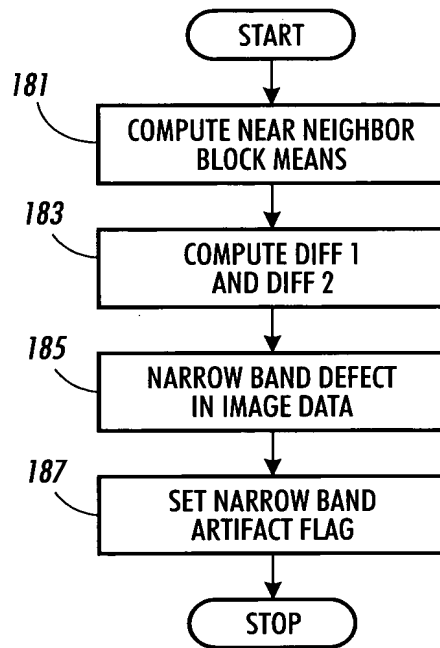 START
181
COMPUTE NEAR NEIGHBOR
BLOCK MEANS
183
COMPUTE DIFF 1
AND DIFF 2
185
NARROW BAND DEFECT
IN IMAGE DATA
187
SET NARROW BAND
ARTIFACT FLAG
STOP